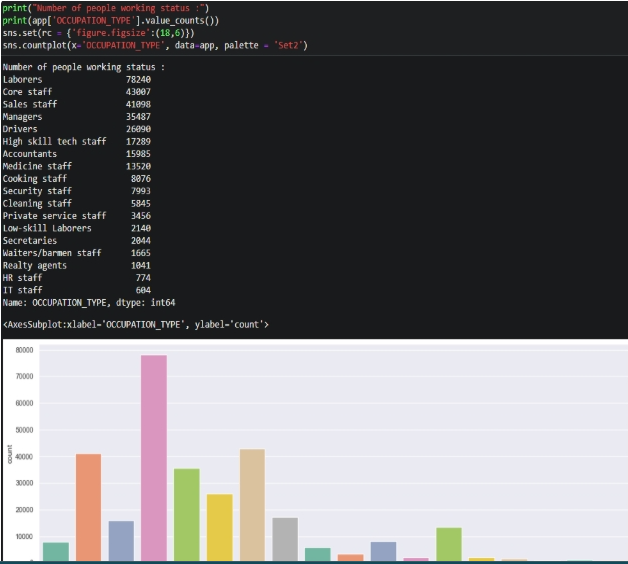 print("Number of people working status :")
print(app['OCCUPATION_TYPE'].value_counts())
sns.set(rc = {'figure.figsize':(18,6)})
sns.countplot(x='OCCUPATION_TYPE', data=app, palette = 'Set2')
Number of people working status :
Laborers 78240
Core staff 43007
Sales staff 41098
Managers 35487
Drivers 26090
High skill tech staff 17289
Accountants 15985
Medicine staff 13520
Cooking staff 8076
Security staff 7993
Cleaning staff 5845
Private service staff 3456
Low-skill Laborers 2140
Secretaries 2044
Waiters/barmen staff 1665
Realty agents 1041
HR staff 774
IT staff 604
Name: OCCUPATION_TYPE, dtype: int64
<AxesSubplot:xlabel='OCCUPATION_TYPE', ylabel='count'>
80000
70000
60000
50000
40000
30000
20000
10000
count